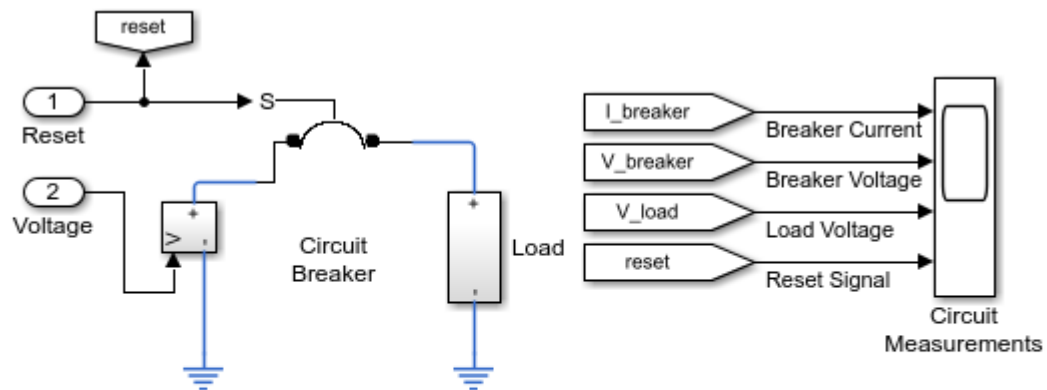 reset
1
Reset
S
2
Voltage
V
+
-
Circuit
Breaker
+
-
Load
I_breaker
Breaker Current
V_breaker
Breaker Voltage
V_load
Load Voltage
reset
Reset Signal
Circuit
Measurements